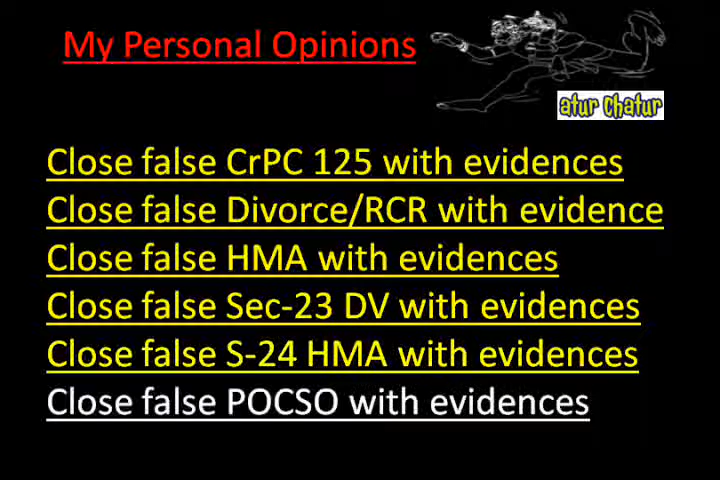 My Personal Opinions
atur Chatur
Close false CrPC 125 with evidences
Close false Divorce/RCR with evidence
Close false HMA with evidences
Close false Sec-23 DV with evidences
Close false S-24 HMA with evidences
Close false POCSO with evidences